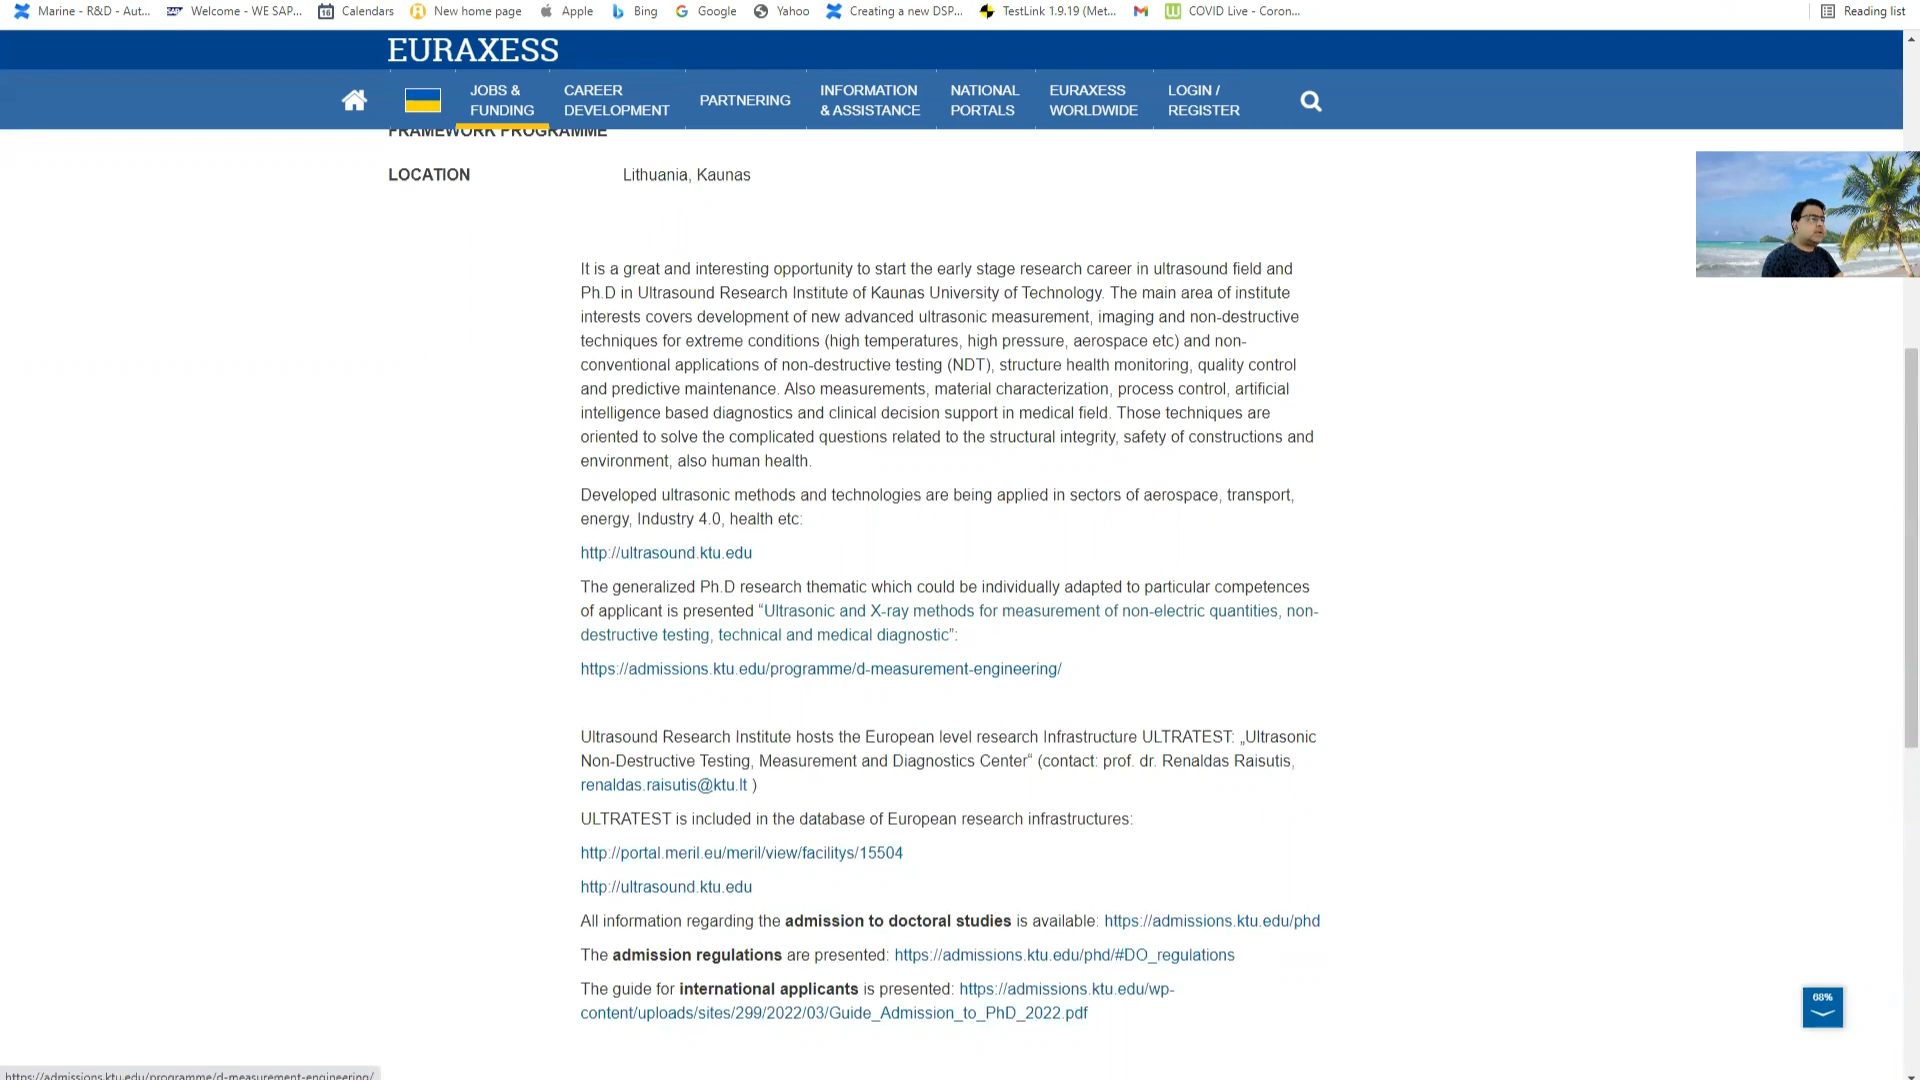 Marine - R&D - Aut... Welcome - WE SAP... Calendars New home page Apple Bing Google Yahoo Creating a new DSP... TestLink 1.9.19 (Met... COVID Live - Coron... Reading list
EURAXESS
JOBS &
FUNDING
CAREER
DEVELOPMENT
PARTNERING
INFORMATION
& ASSISTANCE
NATIONAL
PORTALS
EURAXESS
WORLDWIDE
LOGIN /
REGISTER
FRAMEWORK PROGRAMME
LOCATION Lithuania, Kaunas
It is a great and interesting opportunity to start the early stage research career in ultrasound field and
Ph.D in Ultrasound Research Institute of Kaunas University of Technology. The main area of institute
interests covers development of new advanced ultrasonic measurement, imaging and non-destructive
techniques for extreme conditions (high temperatures, high pressure, aerospace etc) and non-
conventional applications of non-destructive testing (NDT), structure health monitoring, quality control
and predictive maintenance. Also measurements, material characterization, process control, artificial
intelligence based diagnostics and clinical decision support in medical field. Those techniques are
oriented to solve the complicated questions related to the structural integrity, safety of constructions and
environment, also human health.
Developed ultrasonic methods and technologies are being applied in sectors of aerospace, transport,
energy, Industry 4.0, health etc:
http://ultrasound.ktu.edu
The generalized Ph.D research thematic which could be individually adapted to particular competences
of applicant is presented “Ultrasonic and X-ray methods for measurement of non-electric quantities, non-
destructive testing, technical and medical diagnostic”:
https://admissions.ktu.edu/programme/d-measurement-engineering/
Ultrasound Research Institute hosts the European level research Infrastructure ULTRATEST: „Ultrasonic
Non-Destructive Testing, Measurement and Diagnostics Center“ (contact: prof. dr. Renaldas Raisutis,
renaldas.raisutis@ktu.lt )
ULTRATEST is included in the database of European research infrastructures:
http://portal.meril.eu/meril/view/facilitys/15504
http://ultrasound.ktu.edu
All information regarding the admission to doctoral studies is available: https://admissions.ktu.edu/phd
The admission regulations are presented: https://admissions.ktu.edu/phd/#DO_regulations
The guide for international applicants is presented: https://admissions.ktu.edu/wp-
content/uploads/sites/299/2022/03/Guide_Admission_to_PhD_2022.pdf
68%
https://admissions.ktu.edu/programme/d-measurement-engineering/